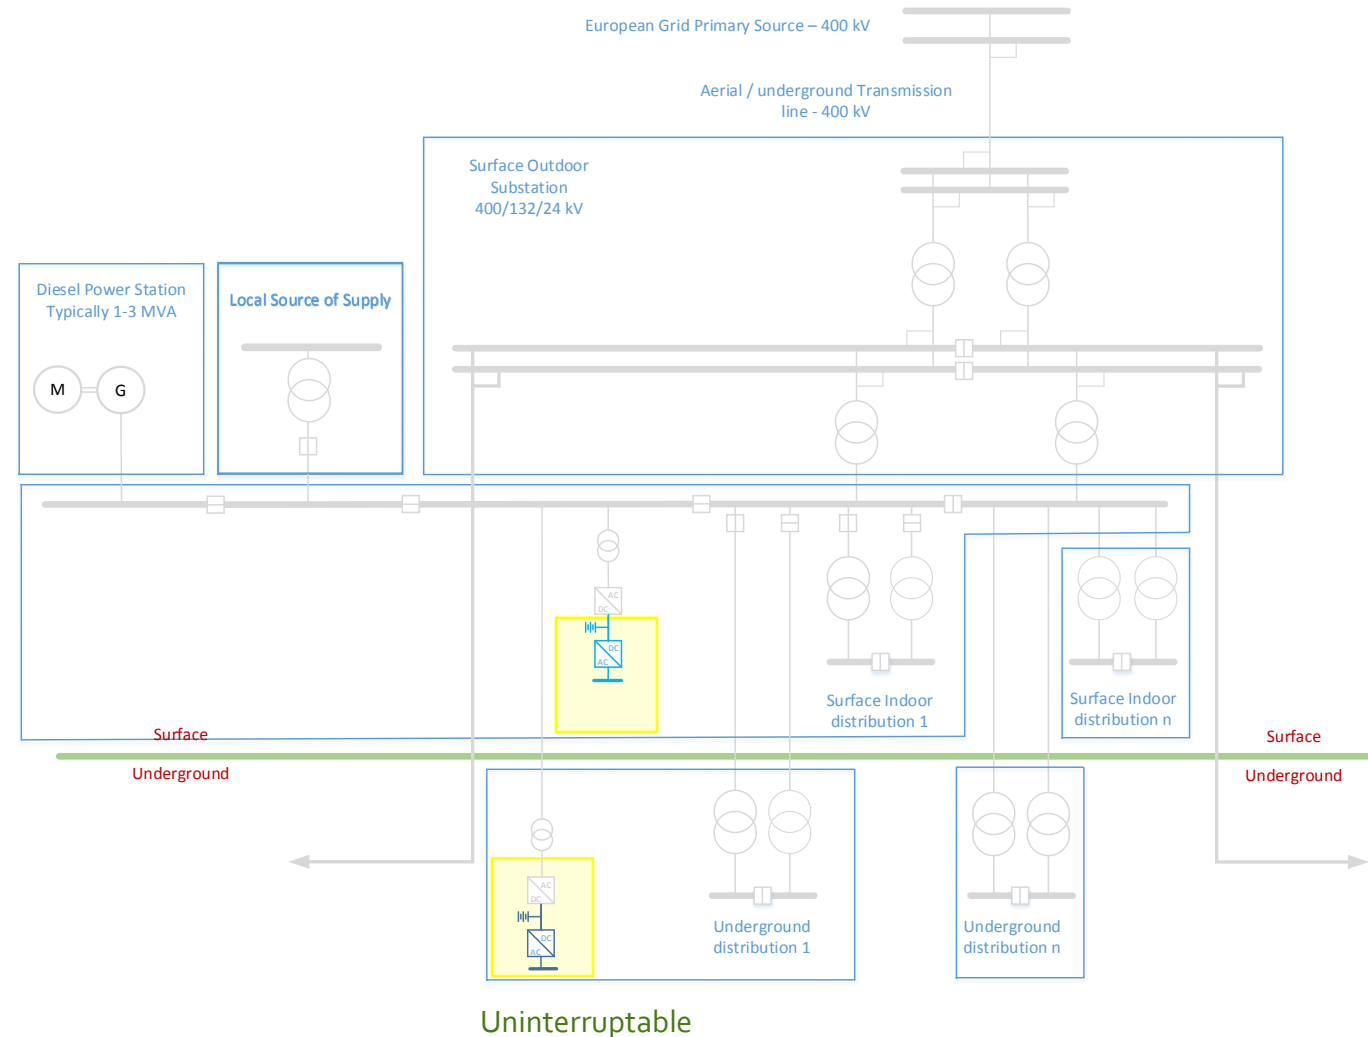 European Grid Primary Source – 400 kV
Aerial / underground Transmission
line - 400 kV
Surface Outdoor
Substation
400/132/24 kV
Diesel Power Station
Typically 1-3 MVA
Local Source of Supply
M
G
AC
DC
DC
AC
Surface Indoor
distribution 1
Surface Indoor
distribution n
Surface
Underground
Surface
Underground
AC
DC
DC
AC
Underground
distribution 1
Underground
distribution n
Uninterruptable